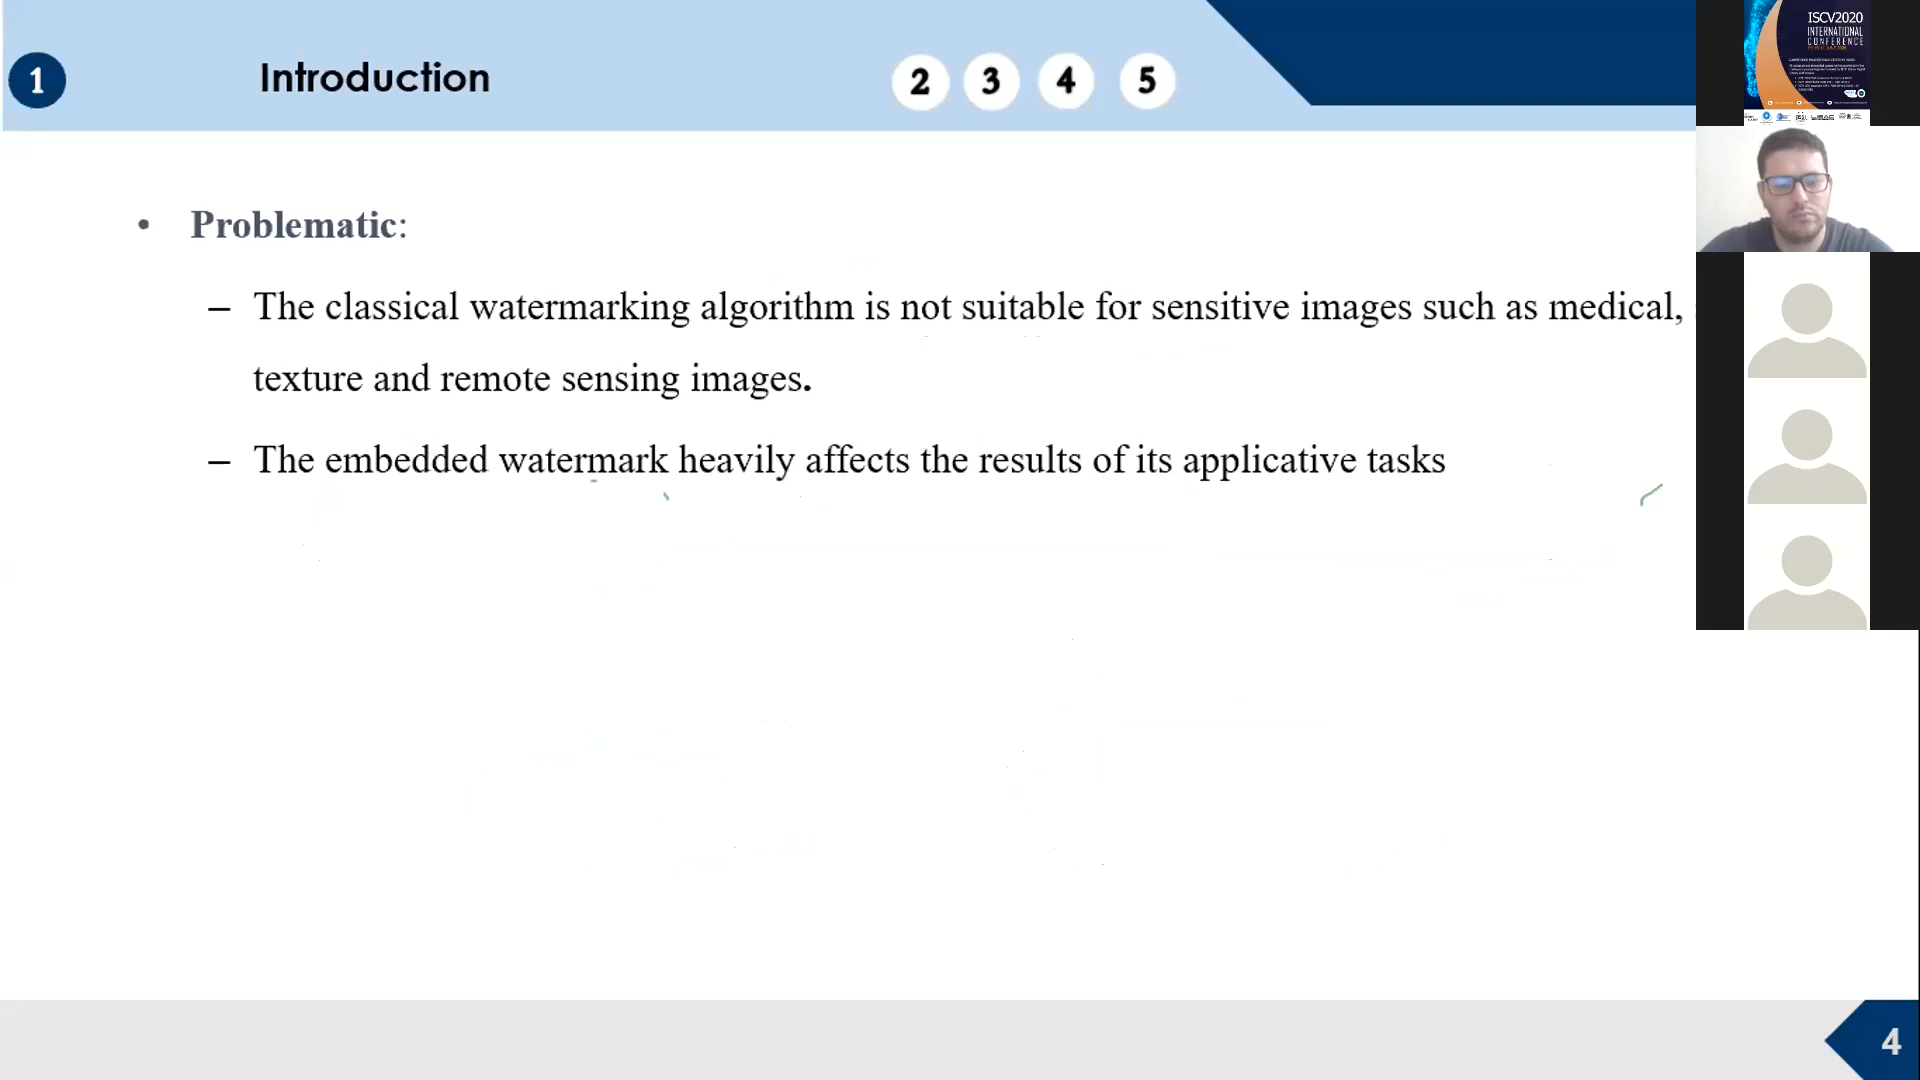 1
Introduction
2 3 4 5
• Problematic:
– The classical watermarking algorithm is not suitable for sensitive images such as medical,
texture and remote sensing images.
– The embedded watermark heavily affects the results of its applicative tasks
4
ISCV2020
INTERNATIONAL
CONFERENCE